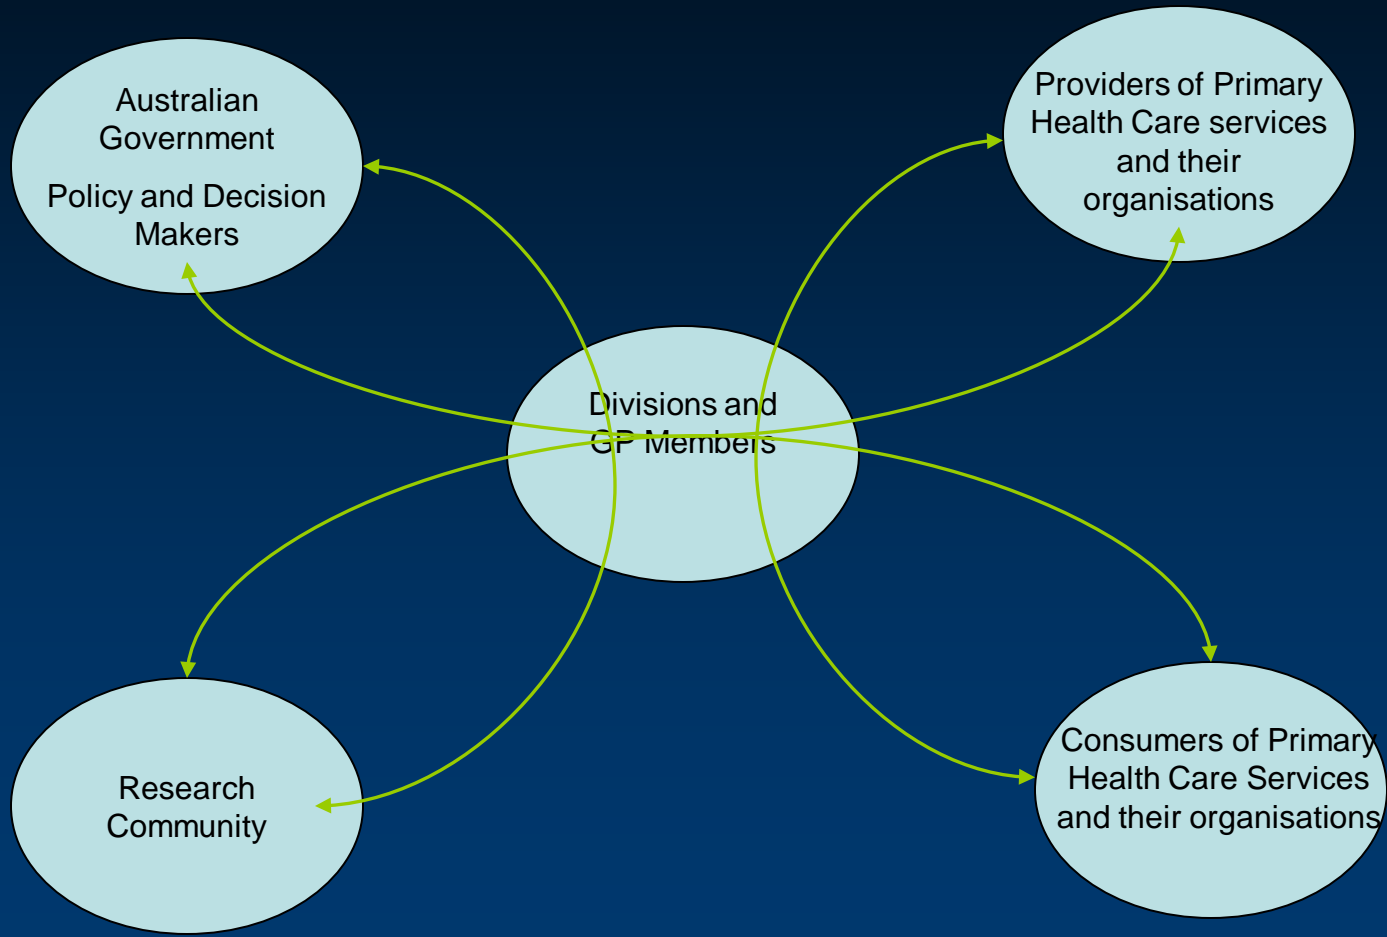 Australian
Government
Policy and Decision
Makers
Providers of Primary
Health Care services
and their
organisations
Divisions and
GP Members
Research
Community
Consumers of Primary
Health Care Services
and their organisations